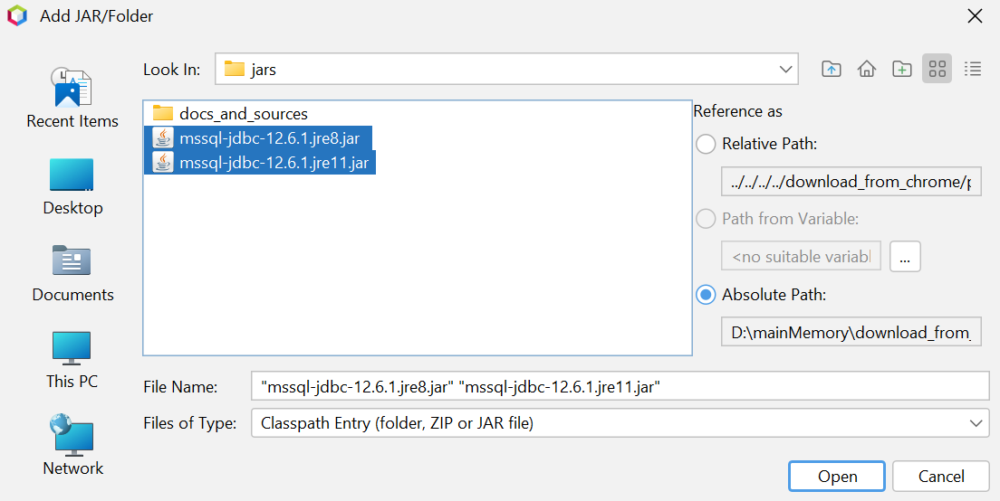 Add JAR/Folder
Look In:
jars
Recent Items
Desktop
Documents
This PC
Network
docs_and_sources
mssql-jdbc-12.6.1.jre8.jar
mssql-jdbc-12.6.1.jre11.jar
Reference as
Relative Path:
../../../../download_from_chrome/p
Path from Variable:
<no suitable variabl
...
Absolute Path:
D:\mainMemory\download_from_
File Name:
"mssql-jdbc-12.6.1.jre8.jar" "mssql-jdbc-12.6.1.jre11.jar"
Files of Type:
Classpath Entry (folder, ZIP or JAR file)
Open
Cancel